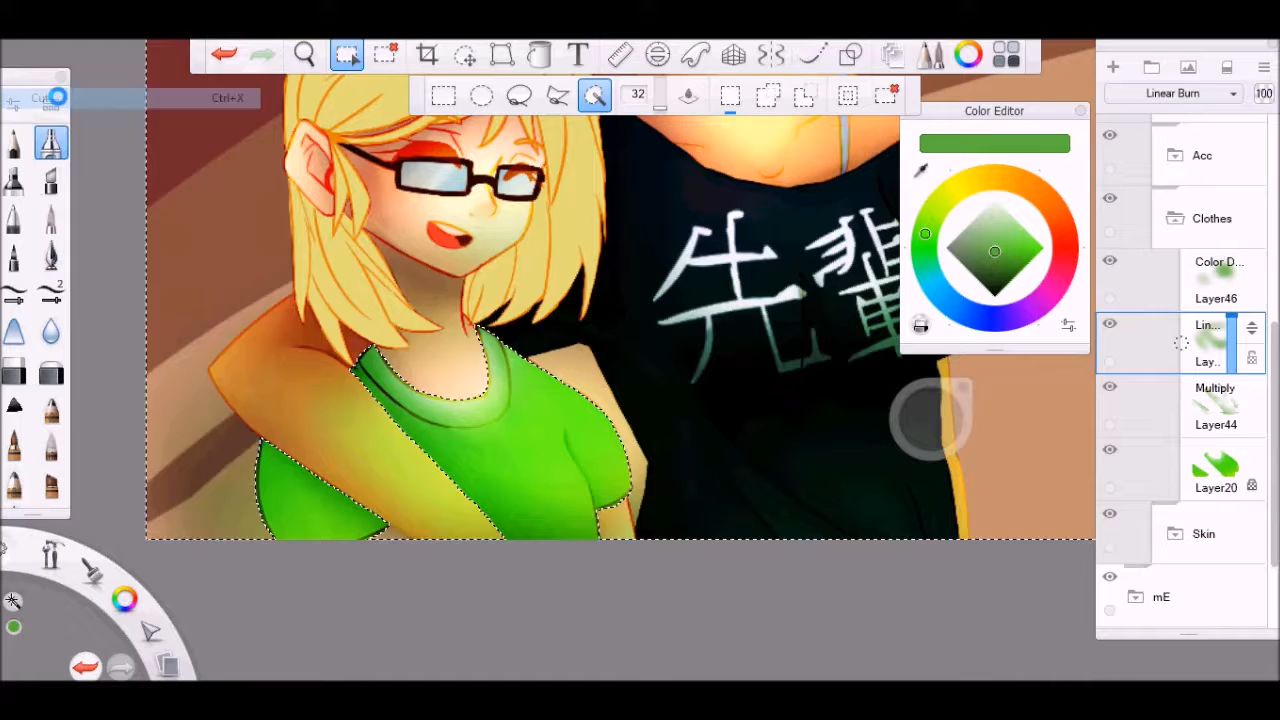 T
Cut
Ctrl+X
32
Linear Burn
100
Color Editor
Acc
Clothes
先輩
Color D...
Layer46
Lin...
Lay..
Multiply
Layer44
2
Layer20
Skin
mE